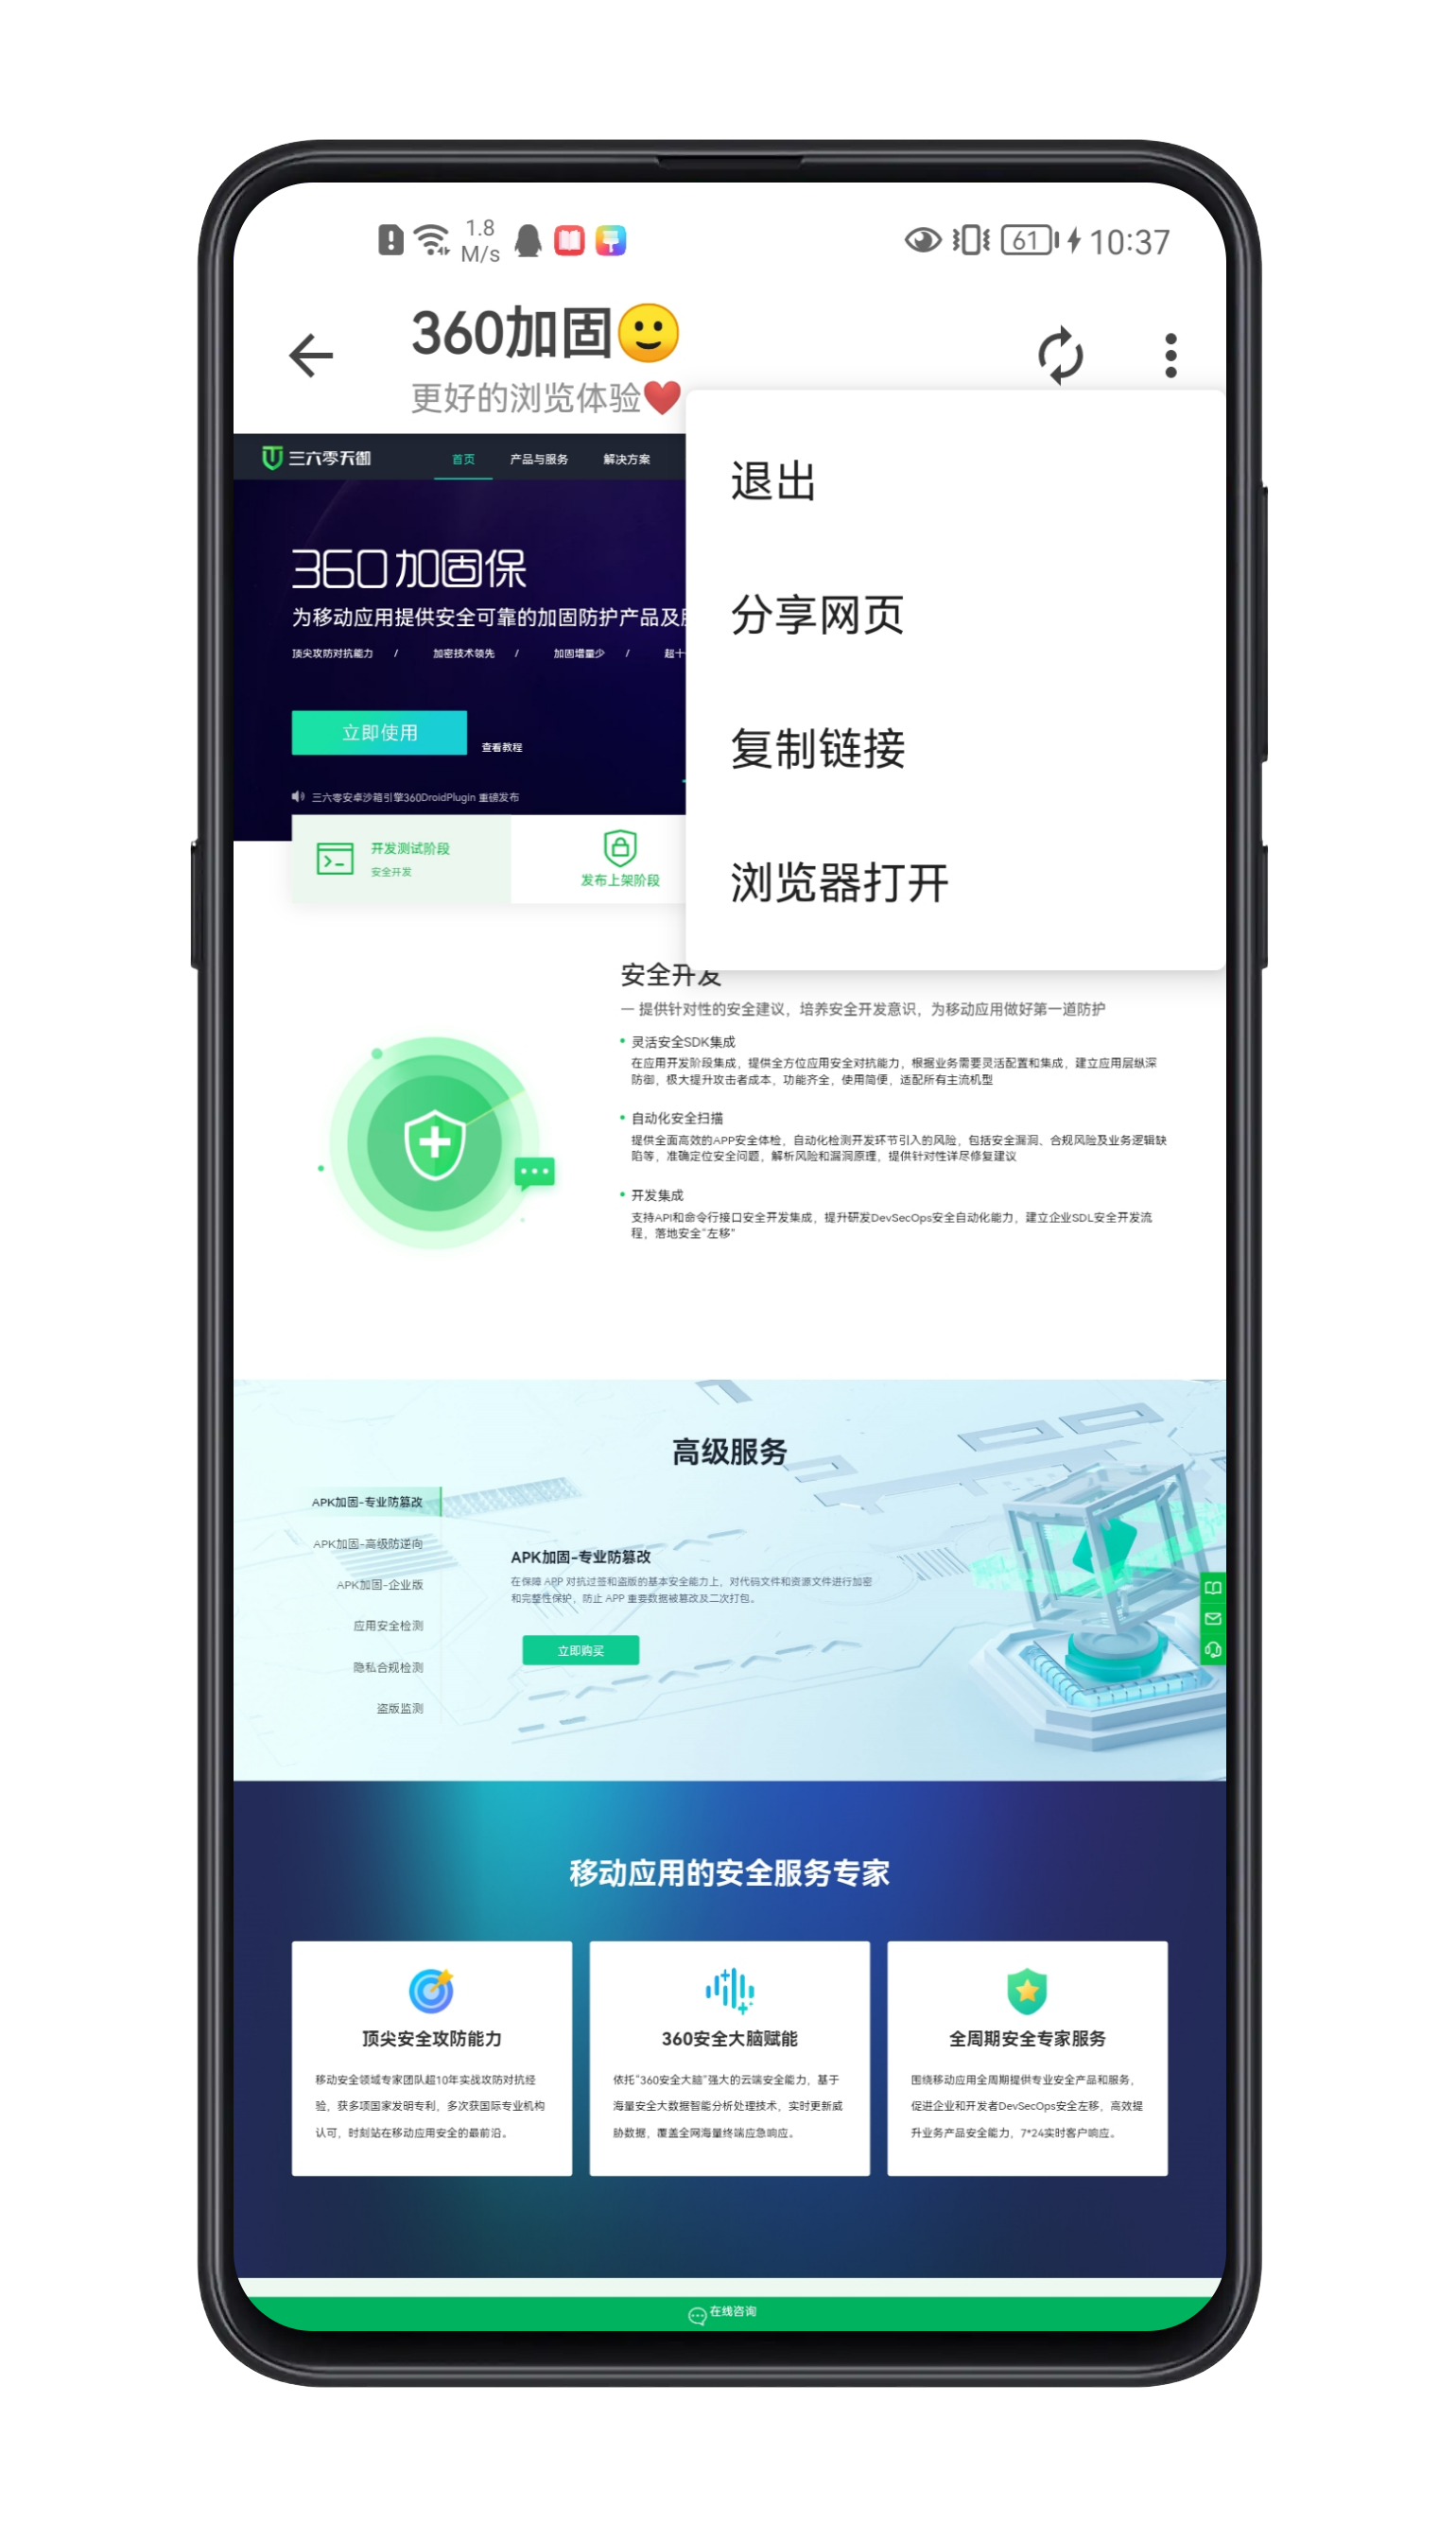 1.8
M/s
61
10:37
360加固🙂
更好的浏览体验❤️
退出
分享网页
复制链接
浏览器打开
三六零天御
首页
产品与服务
解决方案
360加固保
为移动应用提供安全可靠的加固防护产品及
顶尖攻防对抗能力 / 加密技术领先 / 加固增量少 / 超十
立即使用
查看教程
三六零安卓沙箱引擎360DroidPlugin 重磅发布
开发测试阶段
安全开发
发布上架阶段
安全开发
一 提供针对性的安全建议，培养安全开发意识，为移动应用做好第一道防护
灵活安全SDK集成
在应用开发阶段集成，提供全方位应用安全对抗能力，根据业务需要灵活配置和集成，建立应用层纵深
防御，极大提升攻击者成本，功能齐全，使用简便，适配所有主流机型
自动化安全扫描
提供全面高效的APP安全体检，自动化检测开发环节引入的风险，包括安全漏洞、合规风险及业务逻辑缺
陷等，准确定位安全问题，解析风险和漏洞原理，提供针对性详尽修复建议
开发集成
支持API和命令行接口安全开发集成，提升研发DevSecOps安全自动化能力，建立企业SDL安全开发流
程，落地安全“左移”
高级服务
APK加固-专业防篡改
APK加固-高级防逆向
APK加固-企业版
应用安全检测
隐私合规检测
盗版监测
APK加固-专业防篡改
在保障 APP 对抗过签和盗版的基本安全能力上，对代码文件和资源文件进行加密
和完整性保护，防止 APP 重要数据被篡改及二次打包。
立即购买
移动应用的安全服务专家
顶尖安全攻防能力
移动安全领域专家团队超10年实战攻防对抗经
验，获多项国家发明专利，多次获国际专业机构
认可，时刻站在移动应用安全的最前沿。
360安全大脑赋能
依托“360安全大脑”强大的云端安全能力，基于
海量安全大数据智能分析处理技术，实时更新威
胁数据，覆盖全网海量终端应急响应。
全周期安全专家服务
围绕移动应用全周期提供专业安全产品和服务，
促进企业和开发者DevSecOps安全左移，高效提
升业务产品安全能力，7*24实时客户响应。
在线咨询